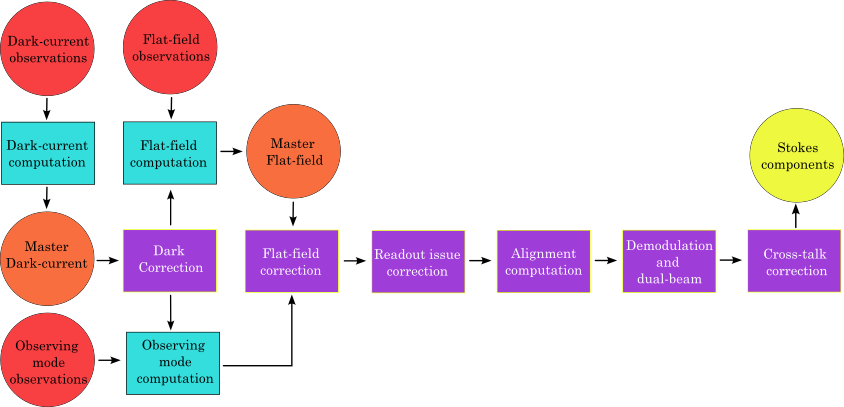 Dark-current
observations
Flat-field
observations
Dark-current
computation
Flat-field
computation
Master
Flat-field
Stokes
components
Master
Dark-current
Dark
Correction
Flat-field
correction
Readout issue
correction
Alignment
computation
Demodulation
and
dual-beam
Cross-talk
correction
Observing
mode
observations
Observing
mode
computation